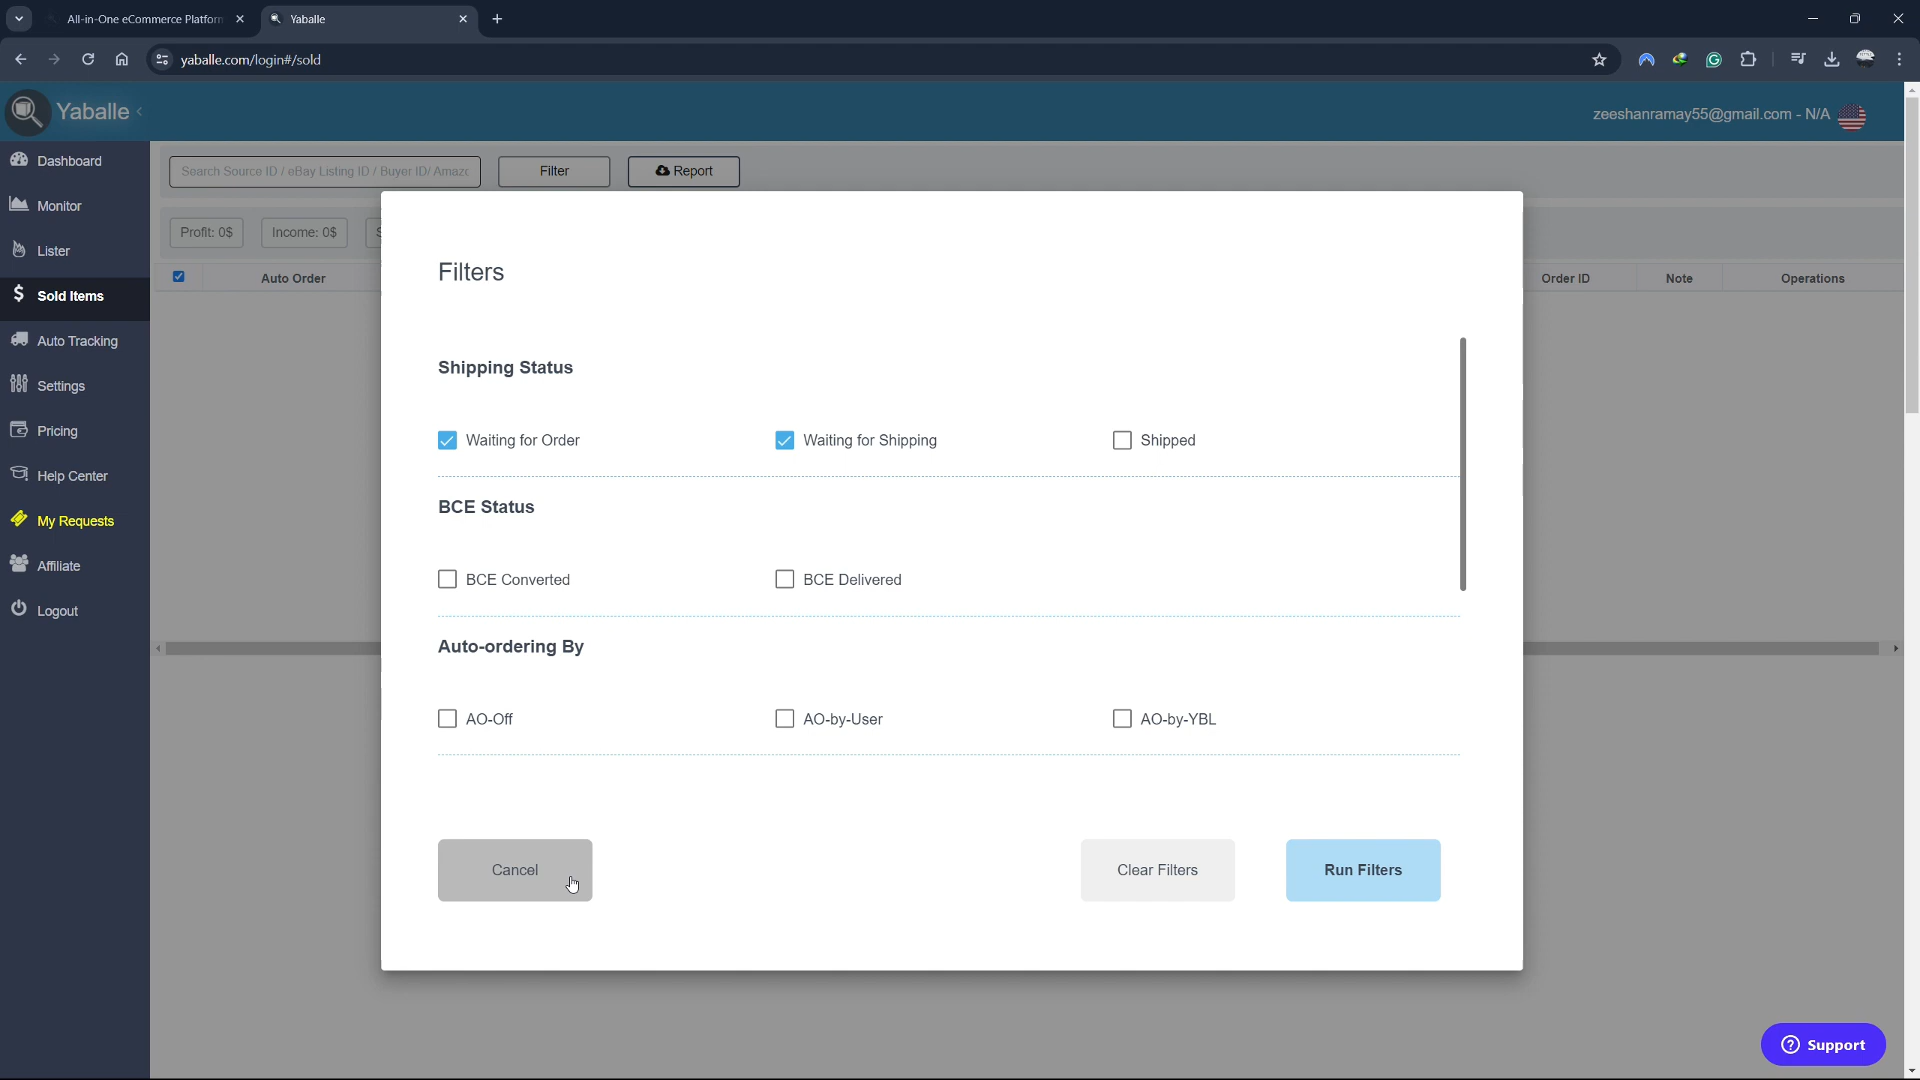 All-in-One eCommerce Platform
Yaballe
yaballe.com/login#/sold
Yaballe
zeeshanramay55@gmail.com - N/A
Dashboard
Monitor
Lister
Sold Items
Auto Tracking
Settings
Pricing
Help Center
My Requests
Affiliate
Logout
Search Source ID / eBay Listing ID / Buyer ID/ Amazo
Filter
Report
Profit: 0$
Income: 0$
Auto Order
Order ID
Note
Operations
Filters
Shipping Status
Waiting for Order
Waiting for Shipping
Shipped
BCE Status
BCE Converted
BCE Delivered
Auto-ordering By
AO-Off
AO-by-User
AO-by-YBL
Cancel
Clear Filters
Run Filters
Support